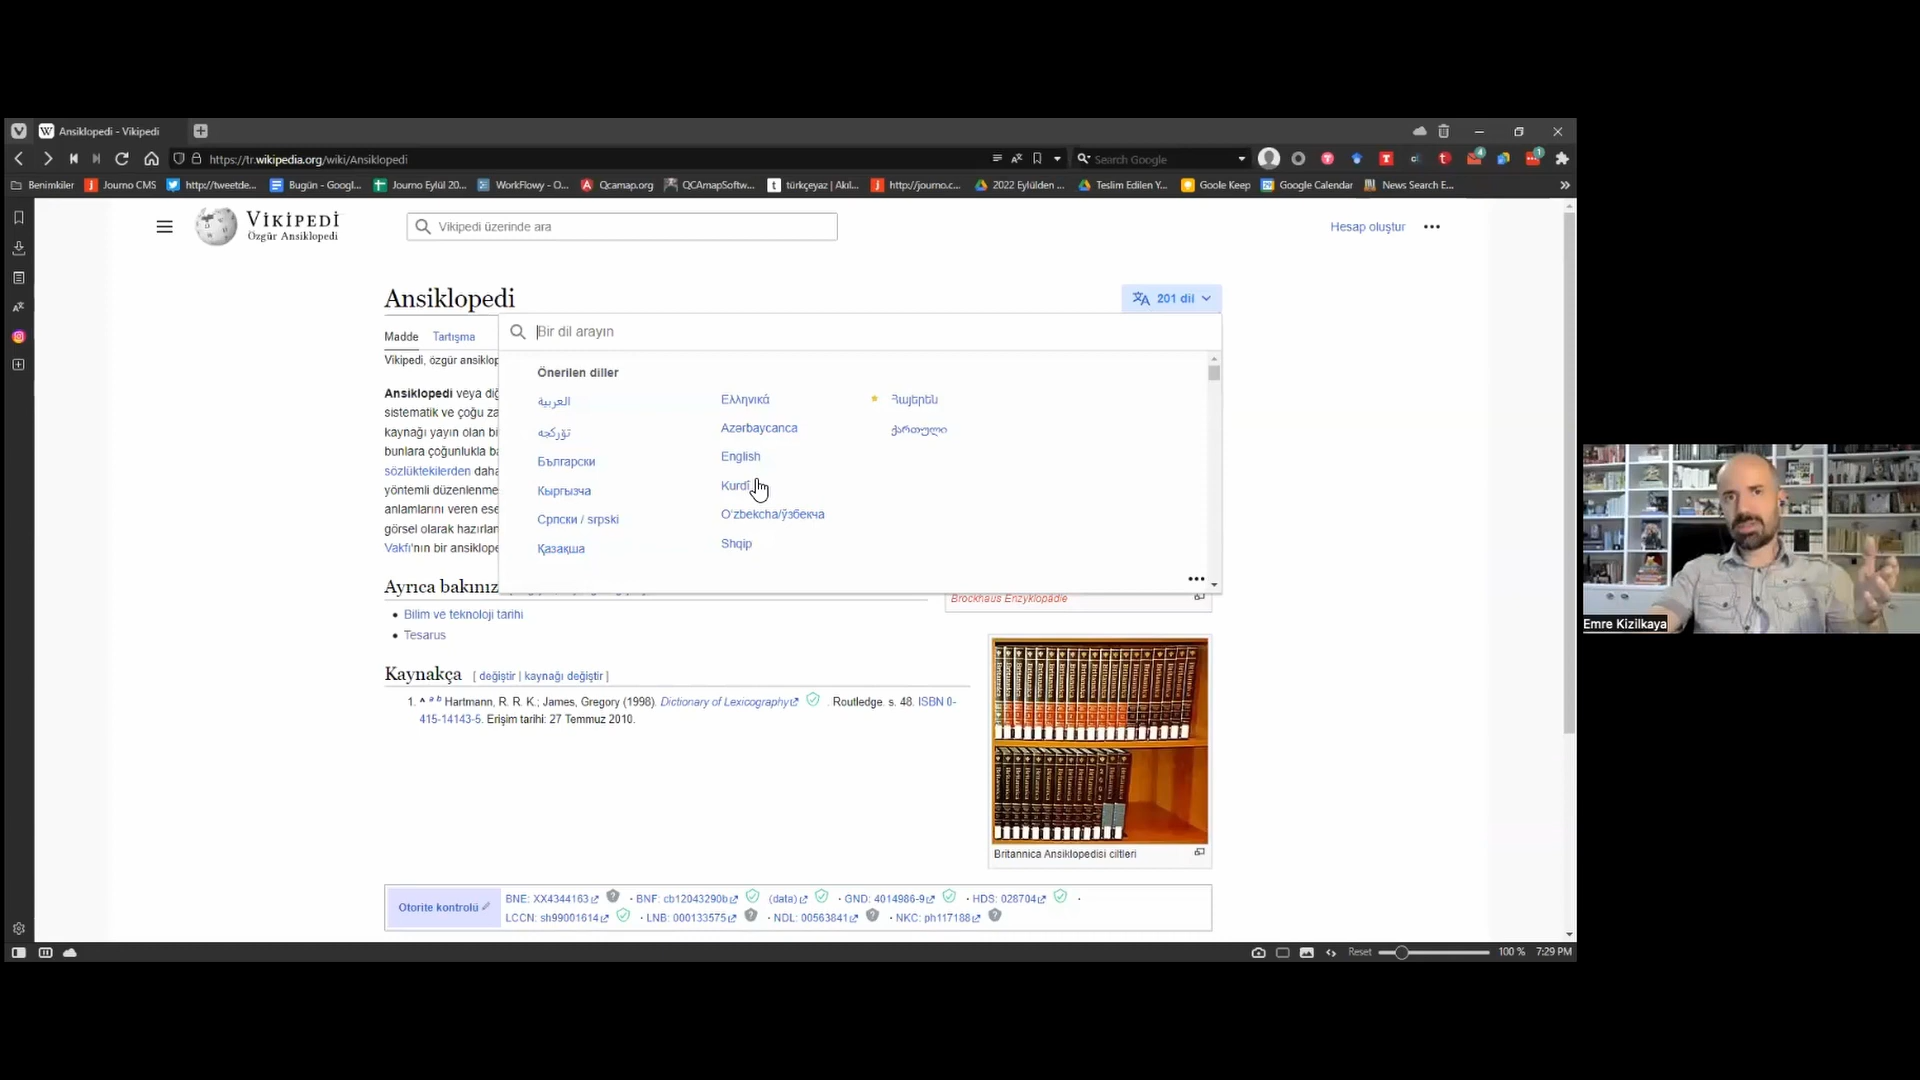 Ansiklopedi - Vikipedi
https://tr.wikipedia.org/wiki/Ansiklopedi
Search Google
Benimkiler
Journo CMS
http://tweetde...
Bugün - Googl...
Journo Eylül 20...
WorkFlowy - O...
Qcamap.org
QCAmapSoftw...
türkçeyaz | Akıl...
http://journo.c...
2022 Eylülden ...
Teslim Edilen Y...
Goole Keep
Google Calendar
News Search E...
VİKİPEDİ
Özgür Ansiklopedi
Vikipedi üzerinde ara
Hesap oluştur
Ansiklopedi
201 dil
Madde
Tartışma
Bir dil arayın
Vikipedi, özgür ansiklop
Önerilen diller
العربية
تۆرکجه
Български
Кыргызча
Српски / srpski
Қазақша
Ελληνικά
Azərbaycanca
English
Kurdî
Oʻzbekcha/ўзбекча
Shqip
Հայերեն
ქართული
Ansiklopedi veya diğ
sistematik ve çoğu za
kaynağı yayın olan bi
bunlara çoğunlukla b
sözlüktekilerden daha
yöntemli düzenlenme
anlamlarını veren ese
görsel olarak hazırlan
Vakfı'nın bir ansiklope
Brockhaus Enzyklopädie
Ayrıca bakınız
Bilim ve teknoloji tarihi
Tesarus
Kaynakça [ değiştir | kaynağı değiştir ]
1. ^ a b Hartmann, R. R. K.; James, Gregory (1998). Dictionary of Lexicography . Routledge. s. 48. ISBN 0-
415-14143-5. Erişim tarihi: 27 Temmuz 2010.
Britannica Ansiklopedisi ciltleri
Otorite kontrolü
BNE: XX4344163 · BNF: cb12043290b (data) · GND: 4014986-9 · HDS: 028704 ·
LCCN: sh99001614 · LNB: 000133575 · NDL: 00563841 · NKC: ph117188
Reset
100 %
7:29 PM
Emre Kizilkaya